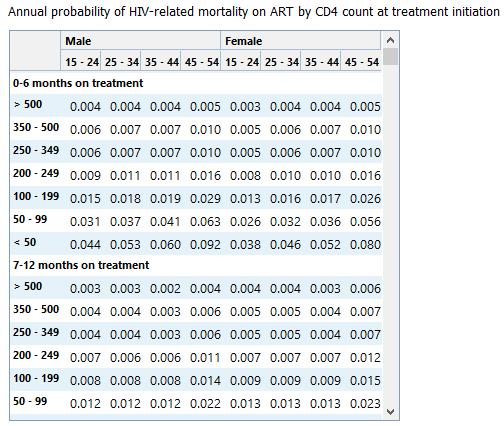 Annual probability of HIV-related mortality on ART by CD4 count at treatment initiation
Male Female
15 - 24 25 - 34 35 - 44 45 - 54 15 - 24 25 - 34 35 - 44 45 - 54
0-6 months on treatment
> 500 0.004 0.004 0.004 0.005 0.003 0.004 0.004 0.005
350 - 500 0.006 0.007 0.007 0.010 0.005 0.006 0.007 0.010
250 - 349 0.006 0.007 0.007 0.010 0.005 0.006 0.007 0.010
200 - 249 0.009 0.011 0.011 0.016 0.008 0.010 0.010 0.016
100 - 199 0.015 0.018 0.019 0.029 0.013 0.016 0.017 0.026
50 - 99 0.031 0.037 0.041 0.063 0.026 0.032 0.036 0.056
< 50 0.044 0.053 0.060 0.092 0.038 0.046 0.052 0.080
7-12 months on treatment
> 500 0.003 0.003 0.002 0.004 0.004 0.004 0.003 0.006
350 - 500 0.004 0.004 0.003 0.006 0.005 0.005 0.004 0.007
250 - 349 0.004 0.004 0.003 0.006 0.005 0.005 0.004 0.007
200 - 249 0.007 0.006 0.006 0.011 0.007 0.007 0.007 0.012
100 - 199 0.008 0.008 0.008 0.014 0.009 0.009 0.009 0.015
50 - 99 0.012 0.012 0.012 0.022 0.013 0.013 0.013 0.023